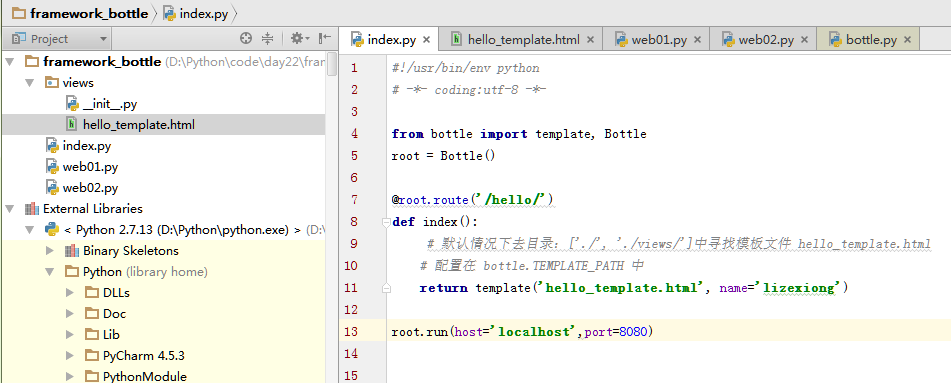 framework_bottle index.py
Project
index.py hello_template.html web01.py web02.py bottle.py
framework_bottle (D:\Python\code\day22\fram
views
__init__.py
hello_template.html
index.py
web01.py
web02.py
External Libraries
< Python 2.7.13 (D:\Python\python.exe) > (D:
Binary Skeletons
Python (library home)
DLLs
Doc
Lib
PyCharm 4.5.3
PythonModule
1 #!/usr/bin/env python
2 # -*- coding:utf-8 -*-
3
4 from bottle import template, Bottle
5 root = Bottle()
6
7 @root.route('/hello/')
8 def index():
9 # 默认情况下去目录：['./', './views/']中寻找模板文件 hello_template.html
10 # 配置在 bottle.TEMPLATE_PATH 中
11 return template('hello_template.html', name='lizexiong')
12
13 root.run(host='localhost',port=8080)
14
15